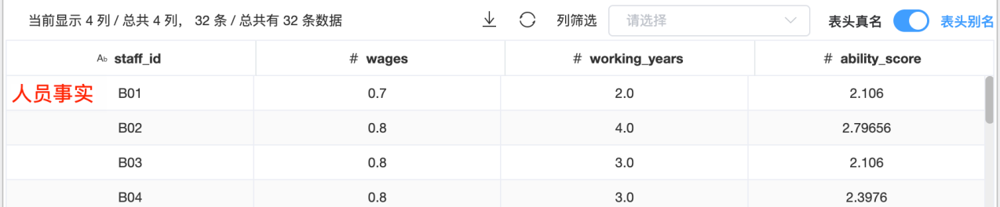 当前显示 4 列 / 总共 4 列， 32 条 / 总共有 32 条数据 列筛选 请选择 表头真名 表头别名
Ab staff_id # wages # working_years # ability_score
人员事实 B01 0.7 2.0 2.106
B02 0.8 4.0 2.79656
B03 0.8 3.0 2.106
B04 0.8 3.0 2.3976